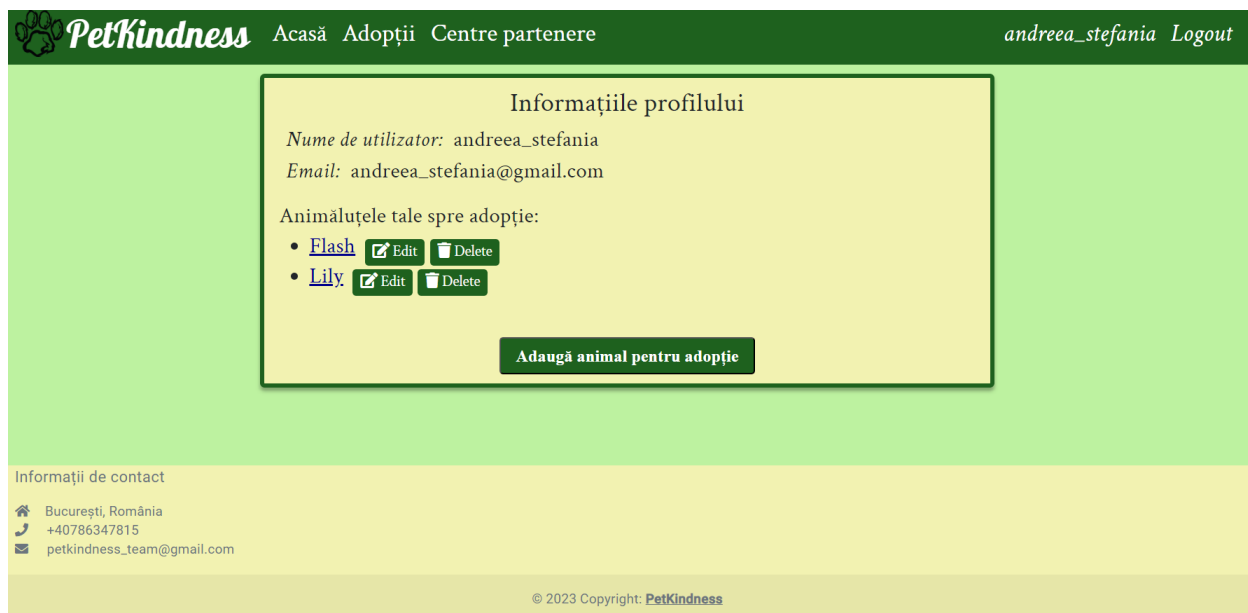 PetKindness Acasă Adopții Centre partenere andreea_stefania Logout
Informațiile profilului
Nume de utilizator: andreea_stefania
Email: andreea_stefania@gmail.com
Animăluțele tale spre adopție:
Flash Edit Delete
Lily Edit Delete
Adaugă animal pentru adopție
Informații de contact
București, România
+40786347815
petkindness_team@gmail.com
© 2023 Copyright: PetKindness